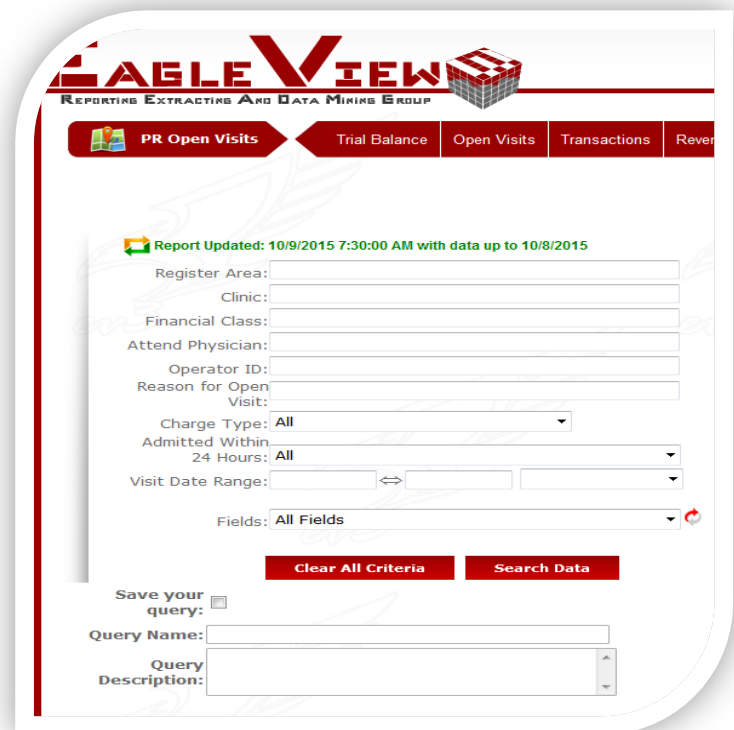 EAGLEVIEW
REPORTING EXTRACTING AND DATA MINING GROUP
PR Open Visits Trial Balance Open Visits Transactions Rever
Report Updated: 10/9/2015 7:30:00 AM with data up to 10/8/2015
Register Area:
Clinic:
Financial Class:
Attend Physician:
Operator ID:
Reason for Open
Visit:
Charge Type: All
Admitted Within
24 Hours: All
Visit Date Range:
Fields: All Fields
Clear All Criteria Search Data
Save your
query:
Query Name:
Query
Description: